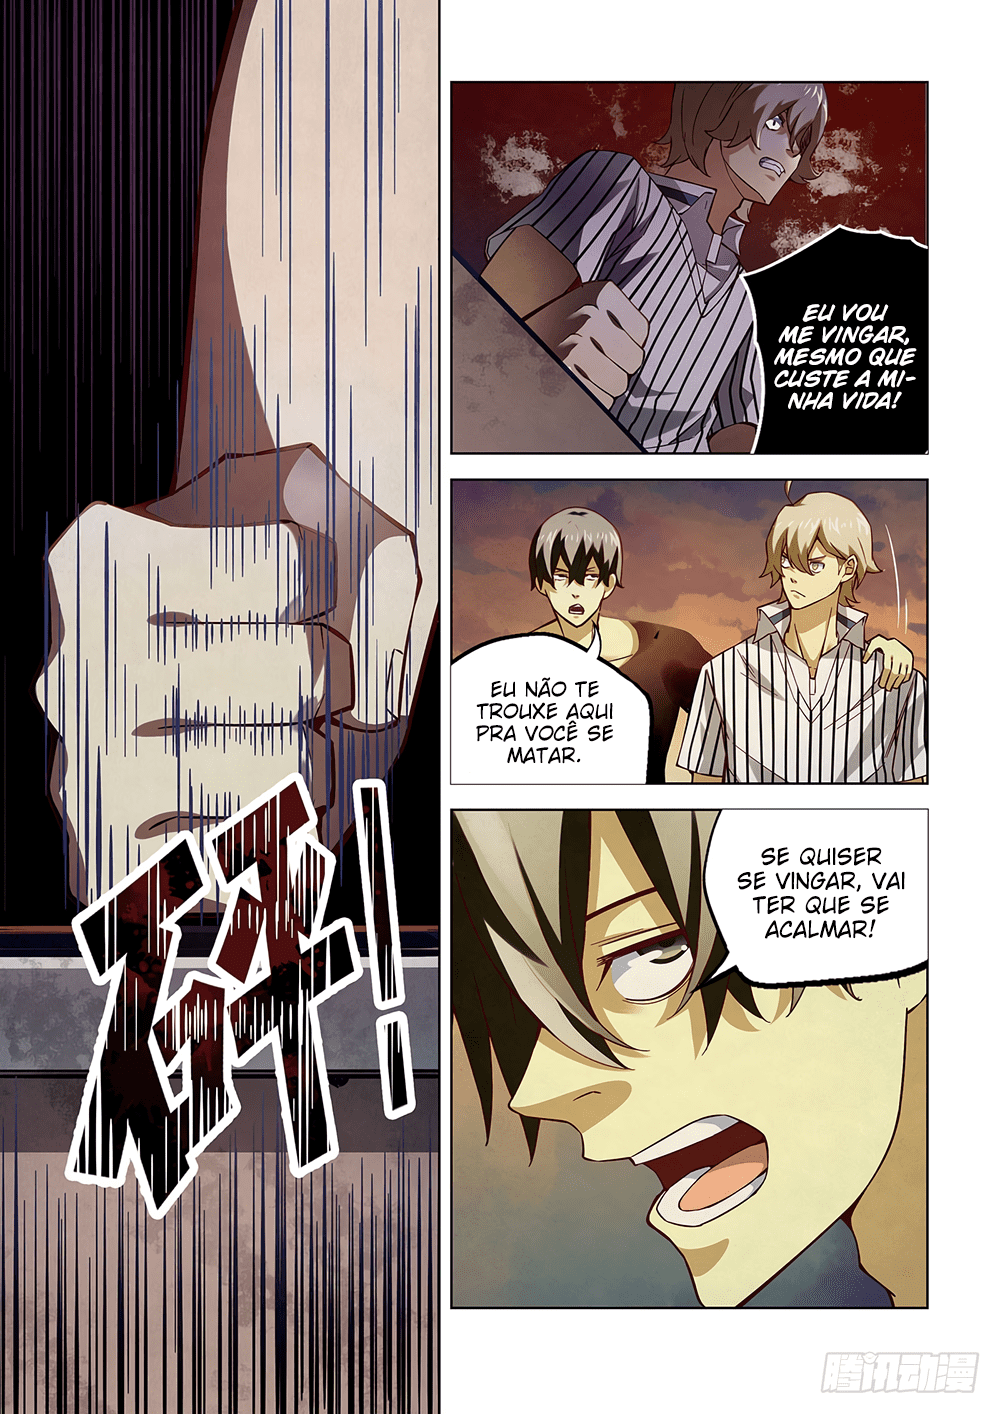 EU VOU
ME VINGAR,
MESMO QUE
CUSTE A MI-
NHA VIDA!
EU NÃO TE
TROUXE AQUI
PRA VOCÊ SE
MATAR.
SE QUISER
SE VINGAR, VAI
TER QUE SE
ACALMAR!
砰!
腾讯动漫